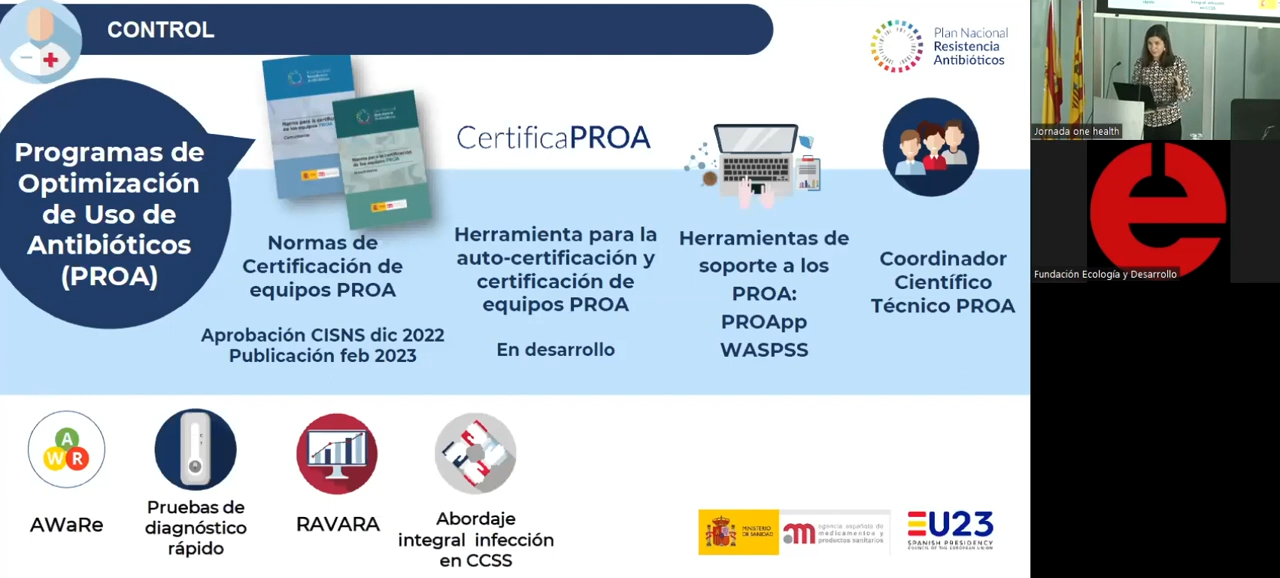 CONTROL
Plan Nacional
Resistencia
Antibióticos
Programas de
Optimización
de Uso de
Antibióticos
(PROA)
CertificaPROA
Normas de
Certificación de
equipos PROA
Aprobación CISNS dic 2022
Publicación feb 2023
Herramienta para la
auto-certificación y
certificación de
equipos PROA
En desarrollo
Herramientas de
soporte a los
PROA:
PROApp
WASPSS
Coordinador
Científico
Técnico PROA
A
W R
AWaRe
Pruebas de
diagnóstico
rápido
RAVARA
Abordaje
integral infección
en CCSS
MINISTERIO
DE SANIDAD
agencia española de
medicamentos y
productos sanitarios
EU23
SPANISH PRESIDENCY
COUNCIL OF THE EUROPEAN UNION
Jornada one health
Fundación Ecología y Desarrollo